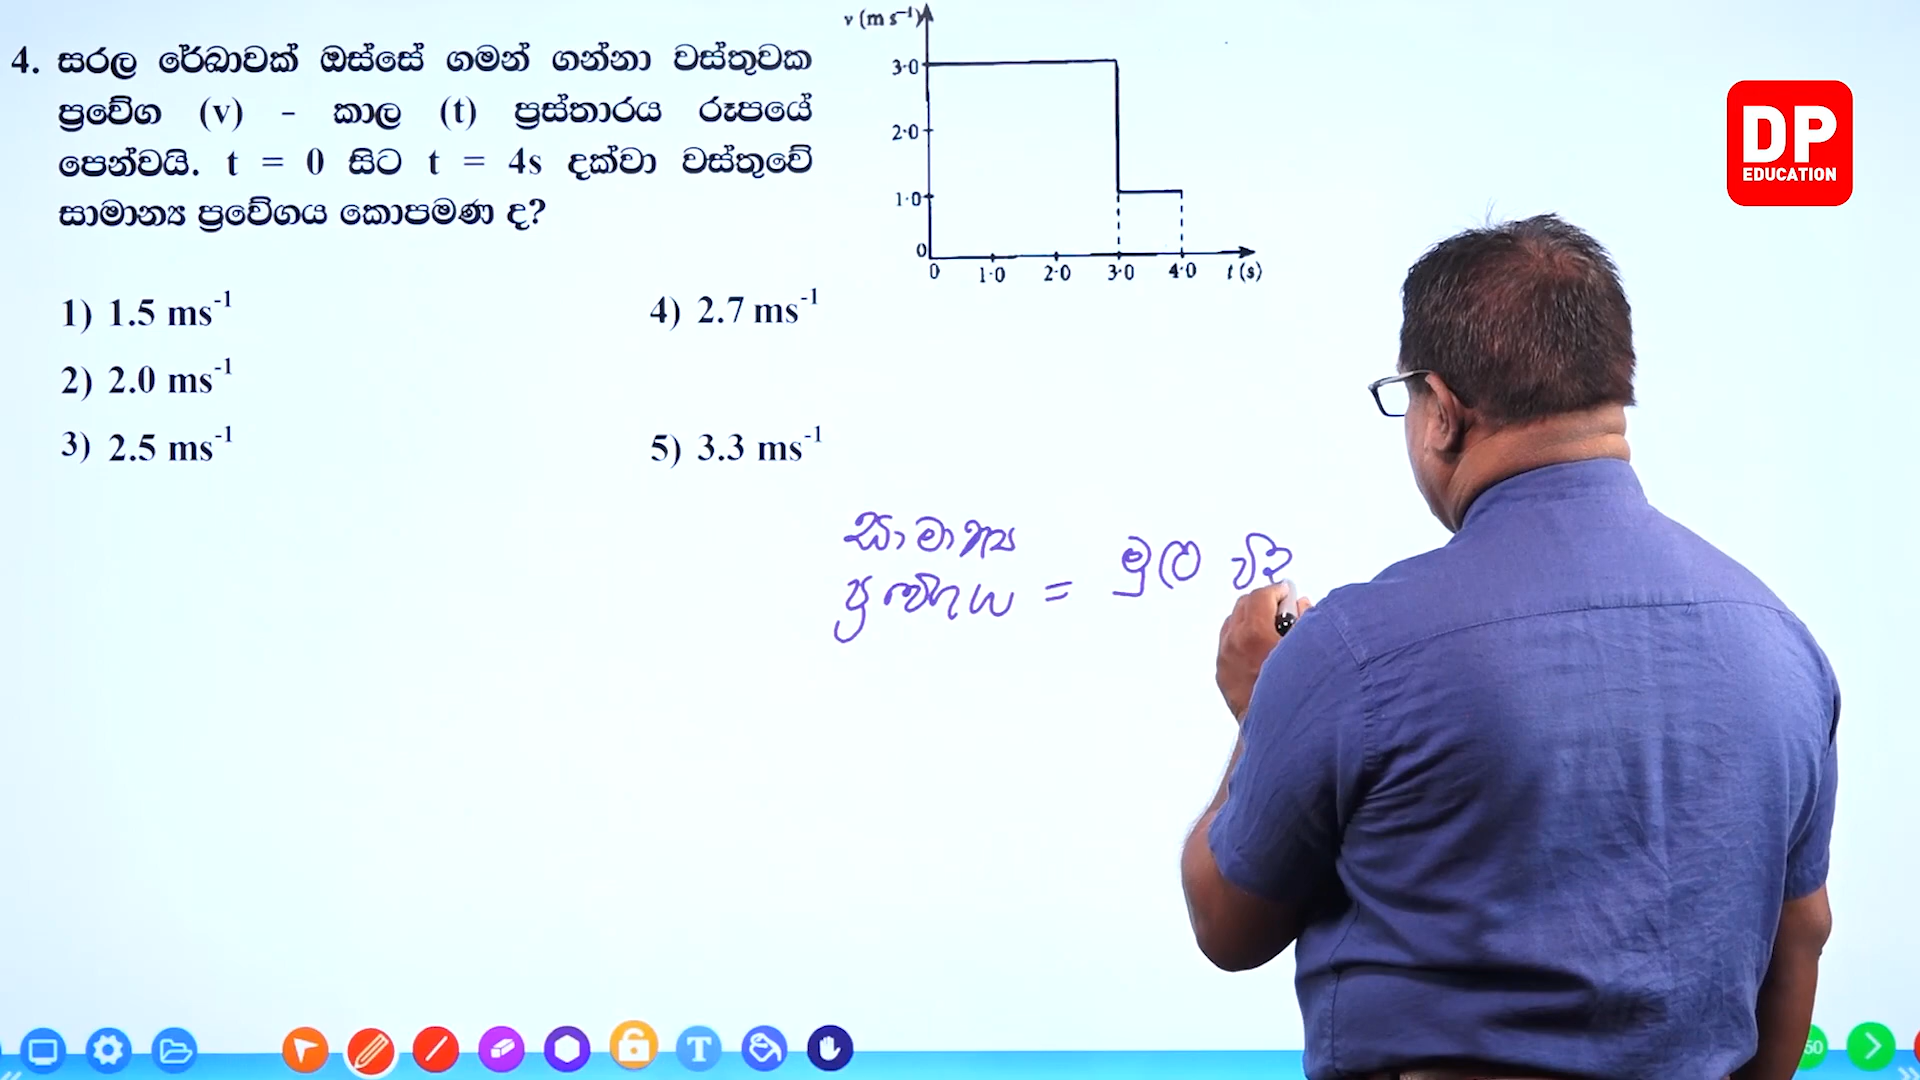 4. සරල රේඛාවක් ඔස්සේ ගමන් ගන්නා වස්තුවක
ප්‍රවේග (v) - කාල (t) ප්‍රස්තාරය රූපයේ
පෙන්වයි. t = 0 සිට t = 4s දක්වා වස්තුවේ
සාමාන්‍ය ප්‍රවේගය කොපමණ ද?
1) 1.5 ms⁻¹
2) 2.0 ms⁻¹
3) 2.5 ms⁻¹
4) 2.7 ms⁻¹
5) 3.3 ms⁻¹
v (m s⁻¹)
3·0
2·0
1·0
0
0 1·0 2·0 3·0 4·0 t (s)
DP
EDUCATION
සාමාන්‍ය
ප්‍රවේගය = මුළු
T
50